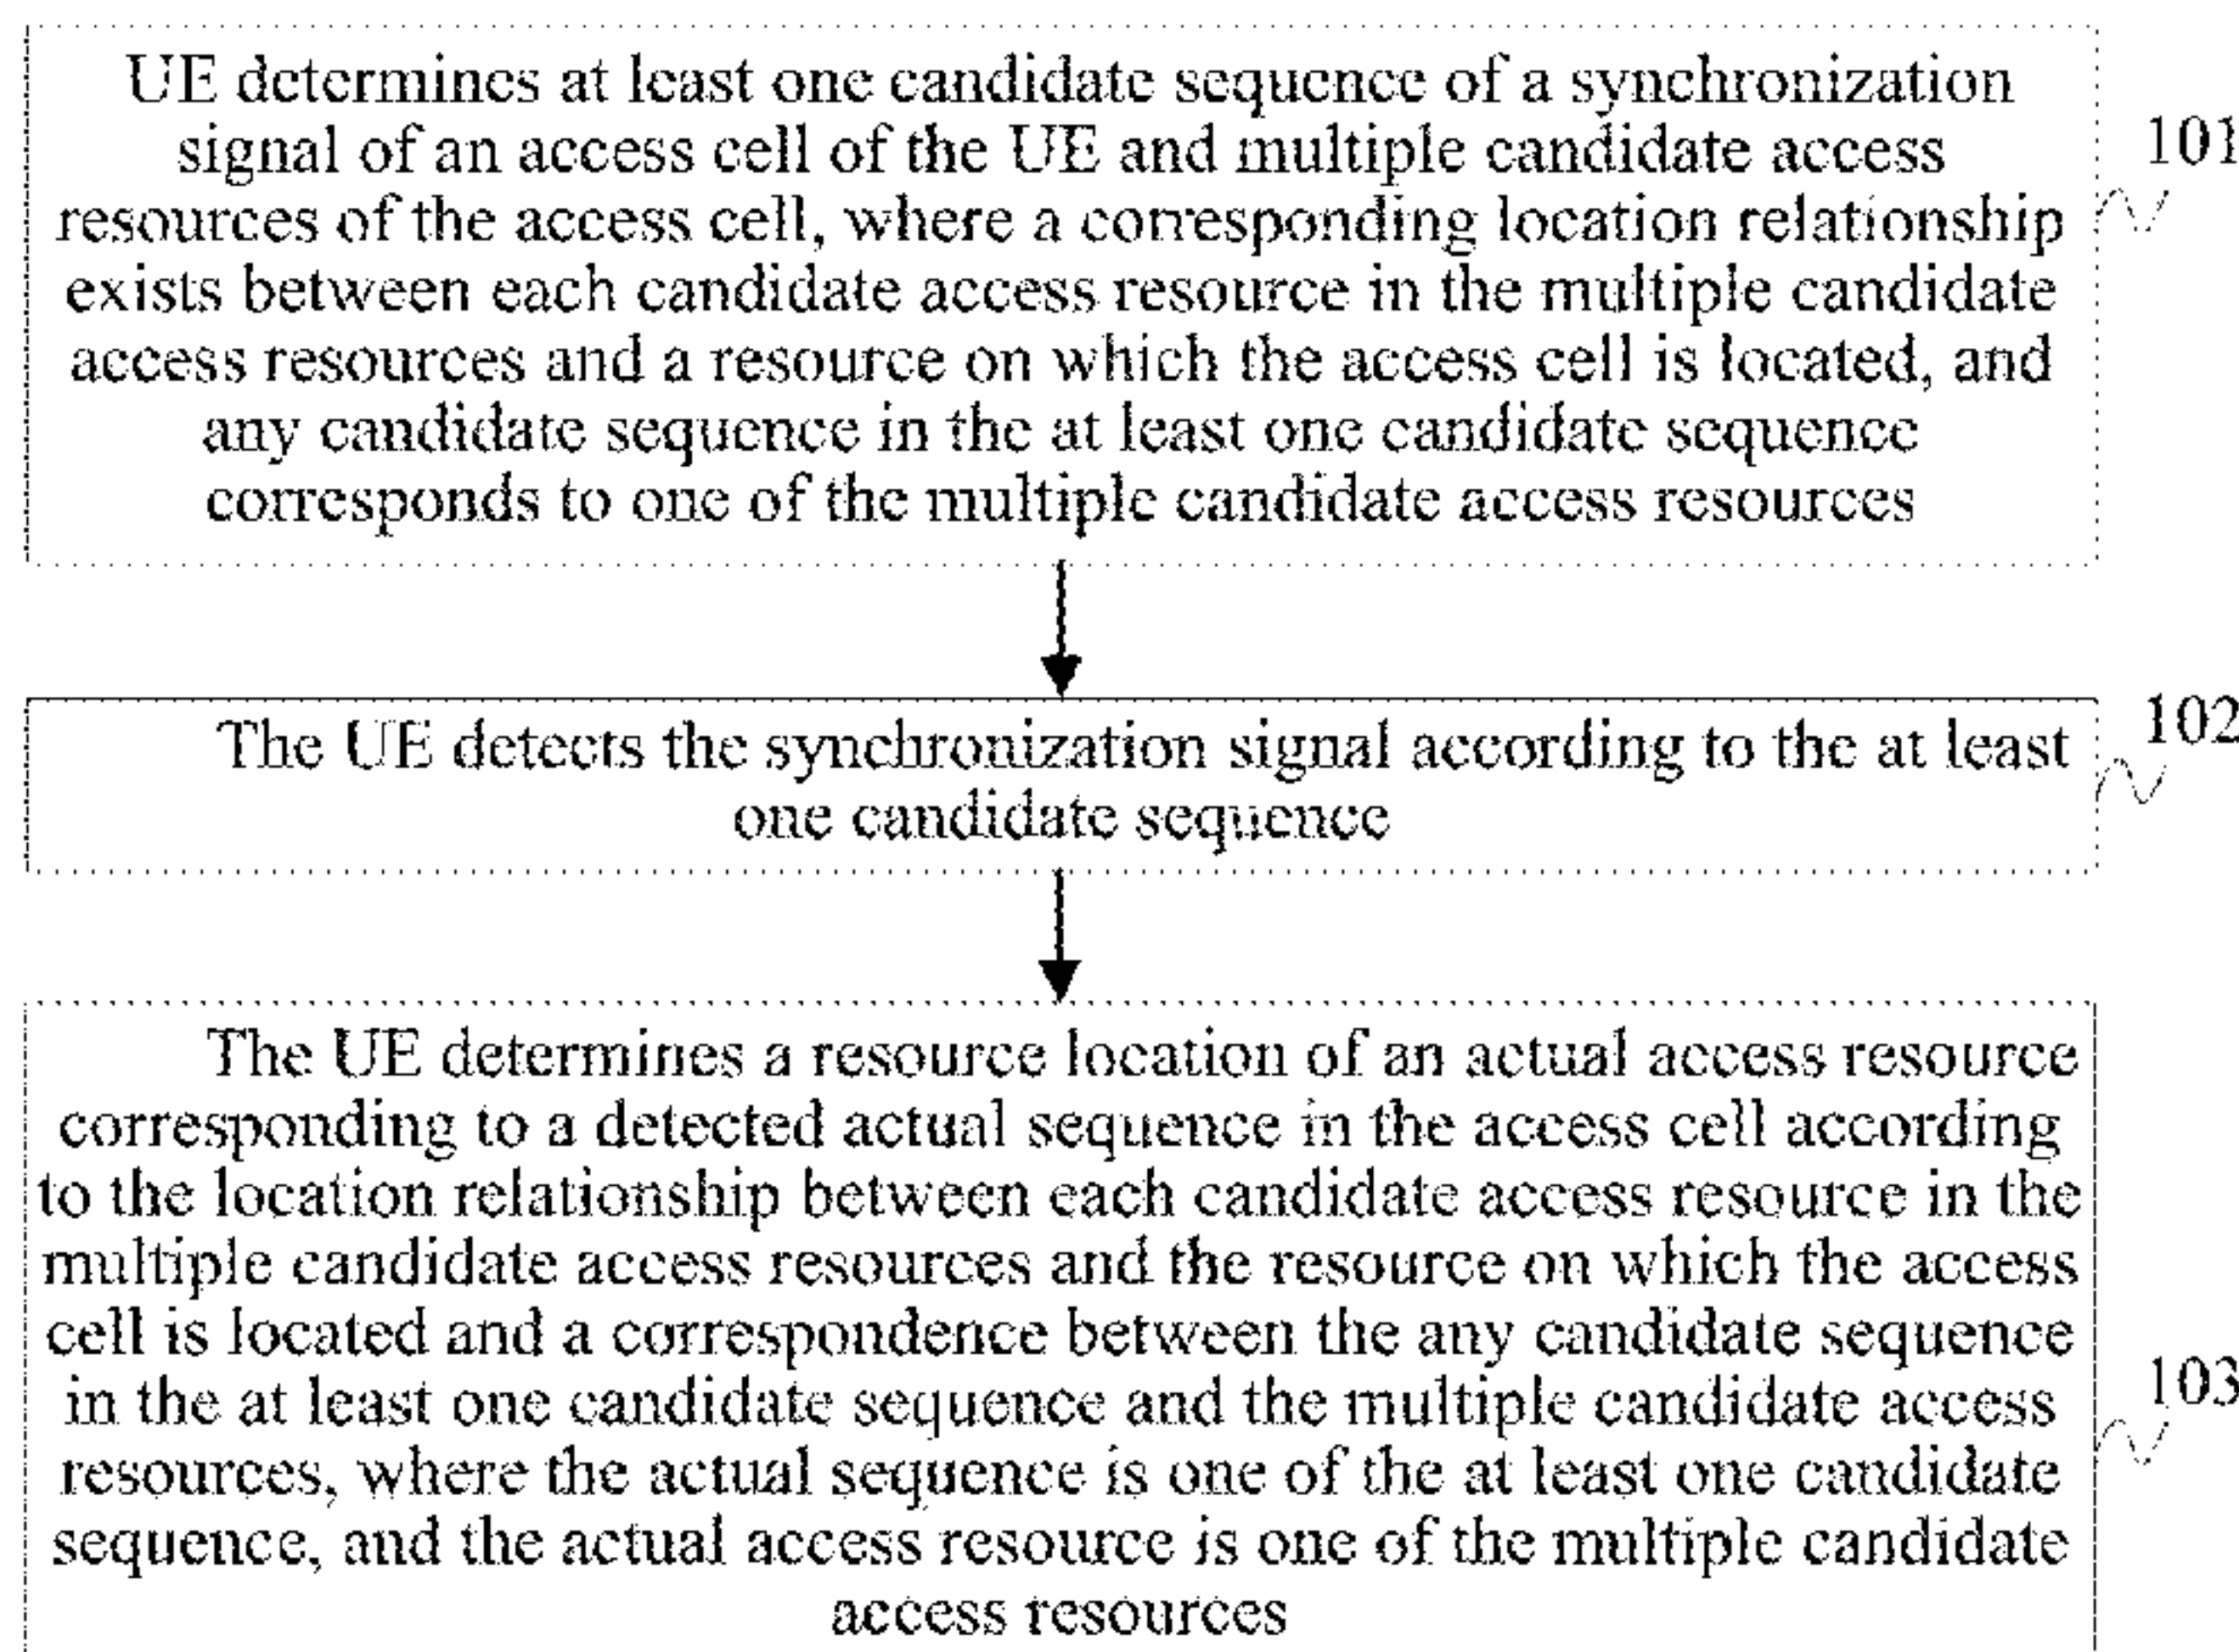 UE determines at least one candidate sequence of a synchronization
signal of an access cell of the UE and multiple candidate access
resources of the access cell, where a corresponding location relationship
exists between each candidate access resource in the multiple candidate
access resources and a resource on which the access cell is located, and
any candidate sequence in the at least one candidate sequence
corresponds to one of the multiple candidate access resources
101
The UE detects the synchronization signal according to the at least
one candidate sequence
102
The UE determines a resource location of an actual access resource
corresponding to a detected actual sequence in the access cell according
to the location relationship between each candidate access resource in the
multiple candidate access resources and the resource on which the access
cell is located and a correspondence between the any candidate sequence
in the at least one candidate sequence and the multiple candidate access
resources, where the actual sequence is one of the at least one candidate
sequence, and the actual access resource is one of the multiple candidate
access resources
103